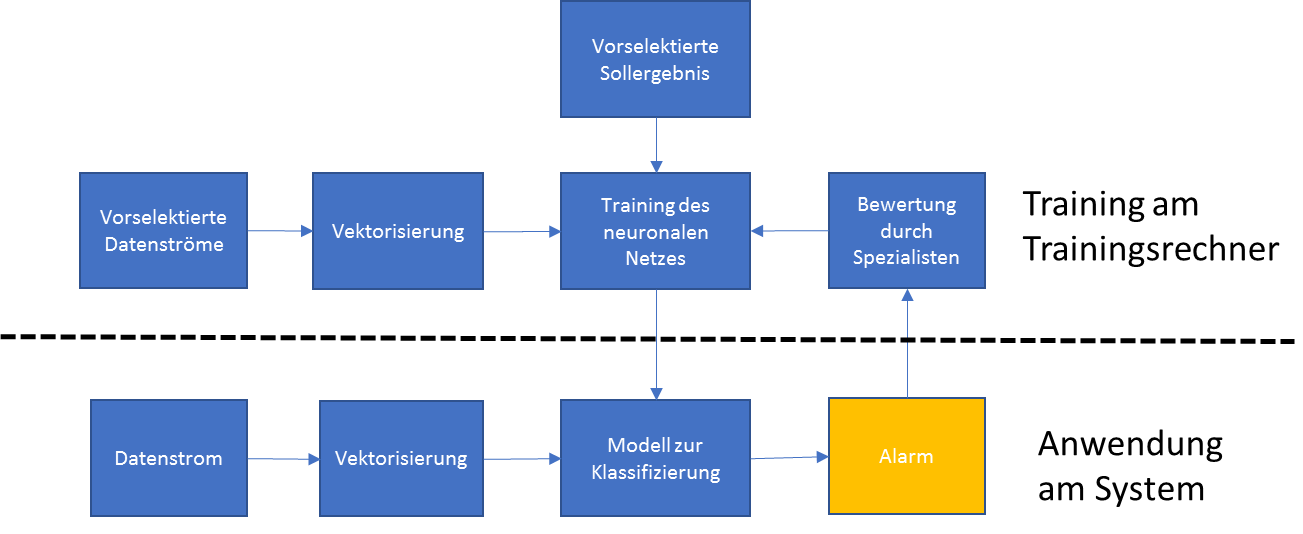 Vorselektierte
Sollergebnis
Vorselektierte
Datenströme
Vektorisierung
Training des
neuronalen
Netzes
Bewertung
durch
Spezialisten
Training am
Trainingsrechner
Datenstrom
Vektorisierung
Modell zur
Klassifizierung
Alarm
Anwendung
am System